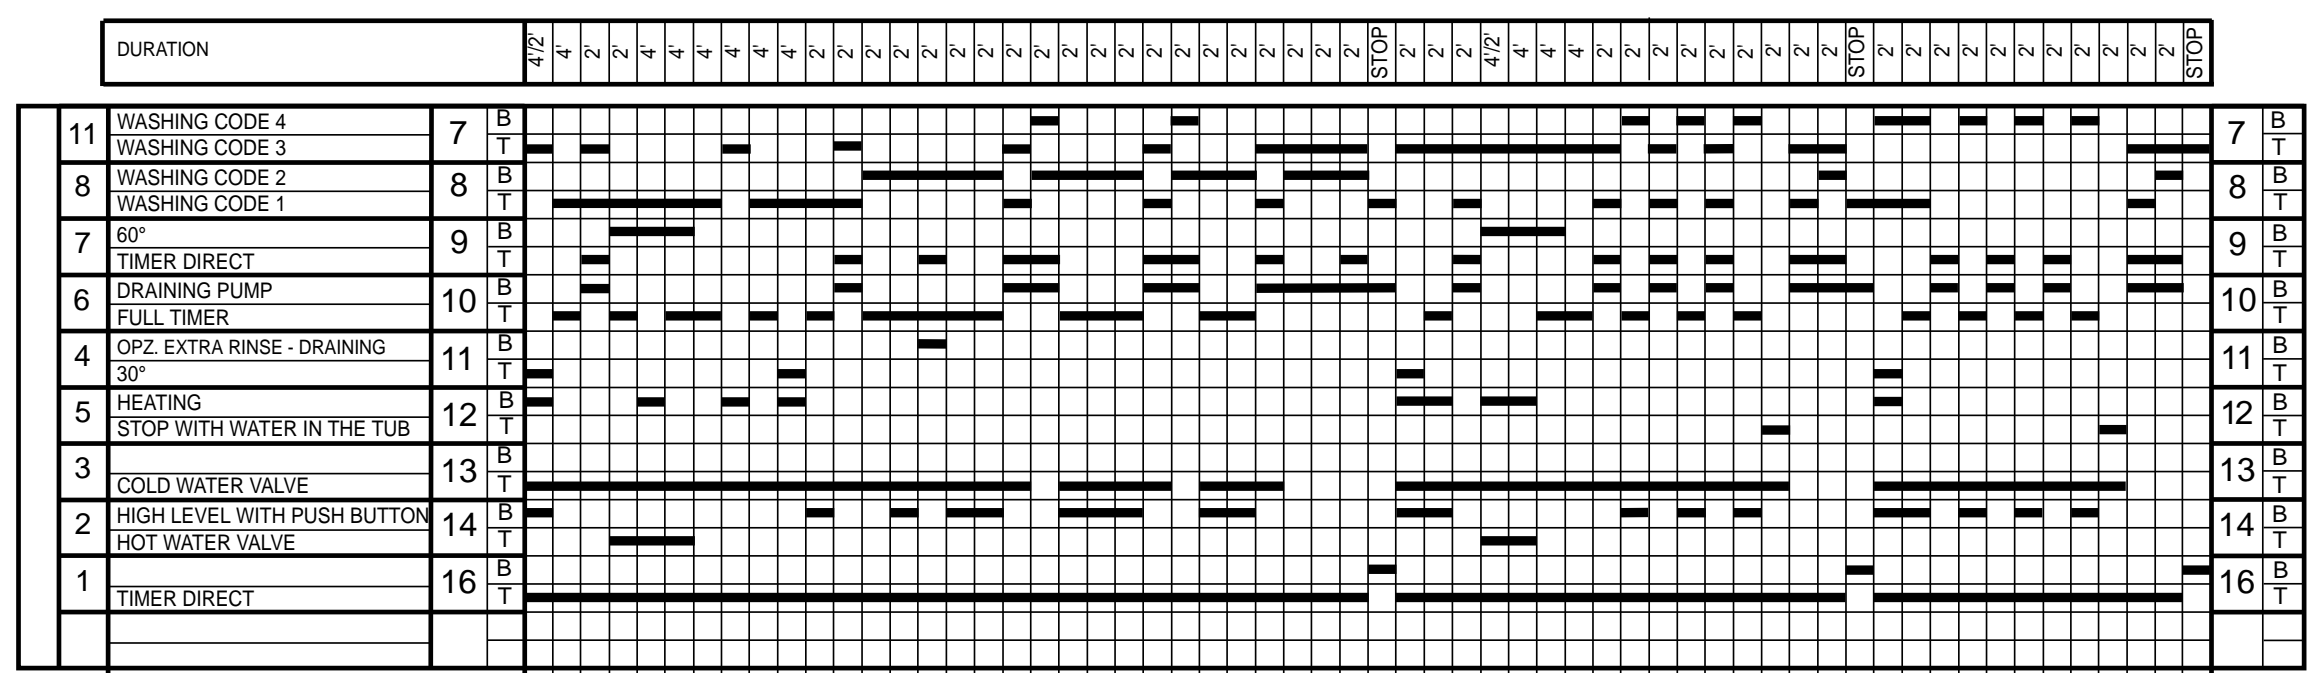 DURATION 4'/2' 4' 2' 2' 4' 4' 4' 4' 4' 4' 2' 2' 2' 2' 2' 2' 2' 2' 2' 2' 2' 2' 2' 2' 2' 2' 2' 2' 2' 2' STOP 2' 2' 2' 4'/2' 4' 4' 4' 2' 2' 2' 2' 2' 2' 2' 2' 2' STOP 2' 2' 2' 2' 2' 2' 2' 2' 2' 2' 2' STOP
11 WASHING CODE 4 7 B 7 B
WASHING CODE 3 T T
8 WASHING CODE 2 8 B 8 B
WASHING CODE 1 T T
7 60° 9 B 9 B
TIMER DIRECT T T
6 DRAINING PUMP 10 B 10 B
FULL TIMER T T
4 OPZ. EXTRA RINSE - DRAINING 11 B 11 B
30° T T
5 HEATING 12 B 12 B
STOP WITH WATER IN THE TUB T T
3 13 B 13 B
COLD WATER VALVE T T
2 HIGH LEVEL WITH PUSH BUTTON 14 B 14 B
HOT WATER VALVE T T
1 16 B 16 B
TIMER DIRECT T T